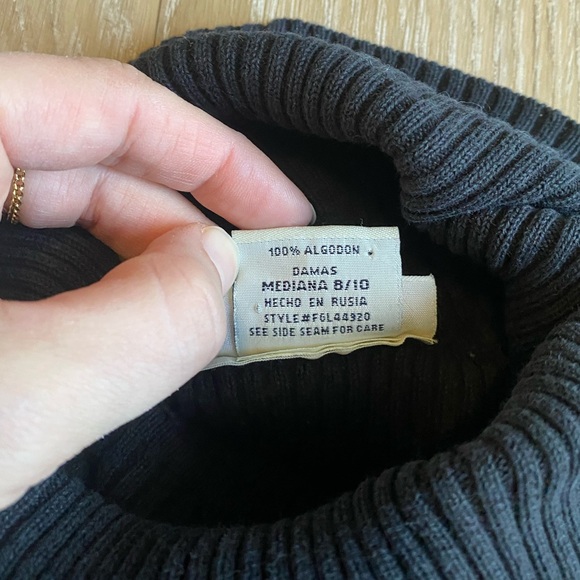 100% ALGODON
DAMAS
MEDIANA 8/10
HECHO EN RUSIA
STYLE#FGL44920
SEE SIDE SEAM FOR CARE